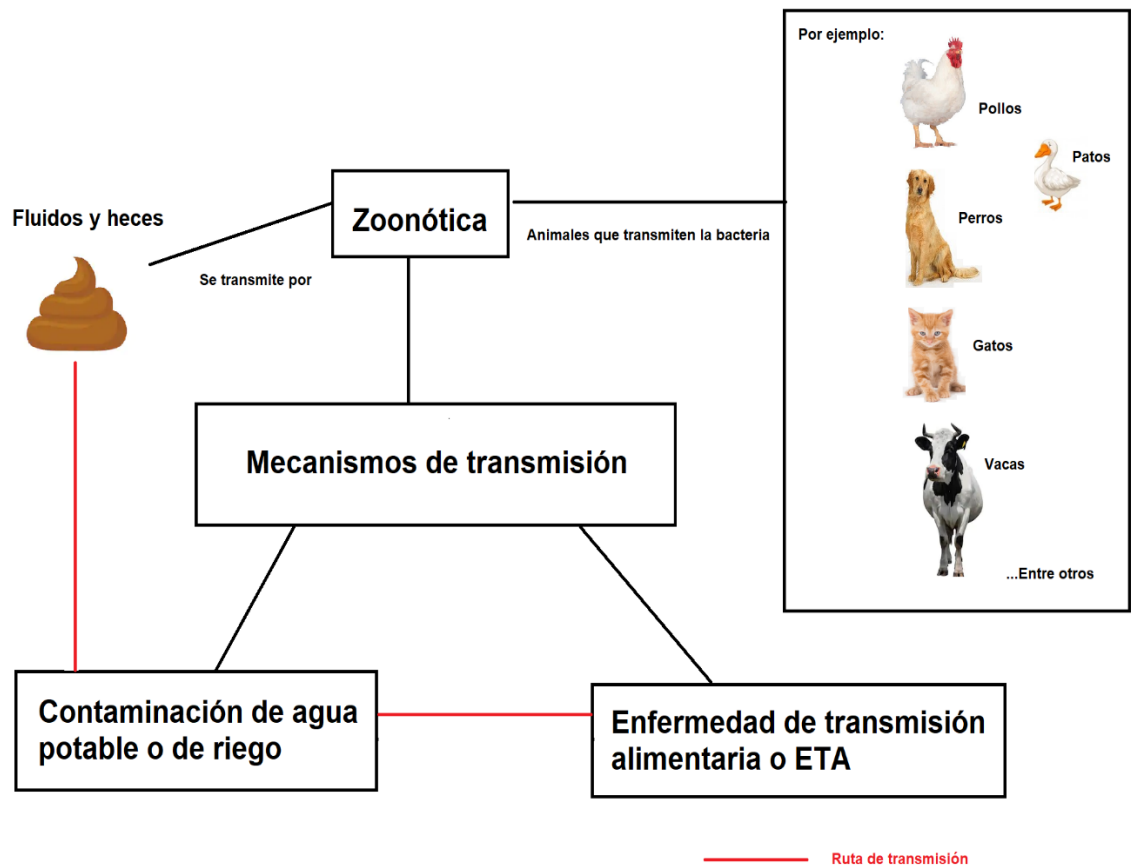 Por ejemplo:
Pollos
Patos
Perros
Gatos
Vacas
...Entre otros
Zoonótica
Animales que transmiten la bacteria
Fluidos y heces
Se transmite por
Mecanismos de transmisión
Contaminación de agua
potable o de riego
Enfermedad de transmisión
alimentaria o ETA
Ruta de transmisión